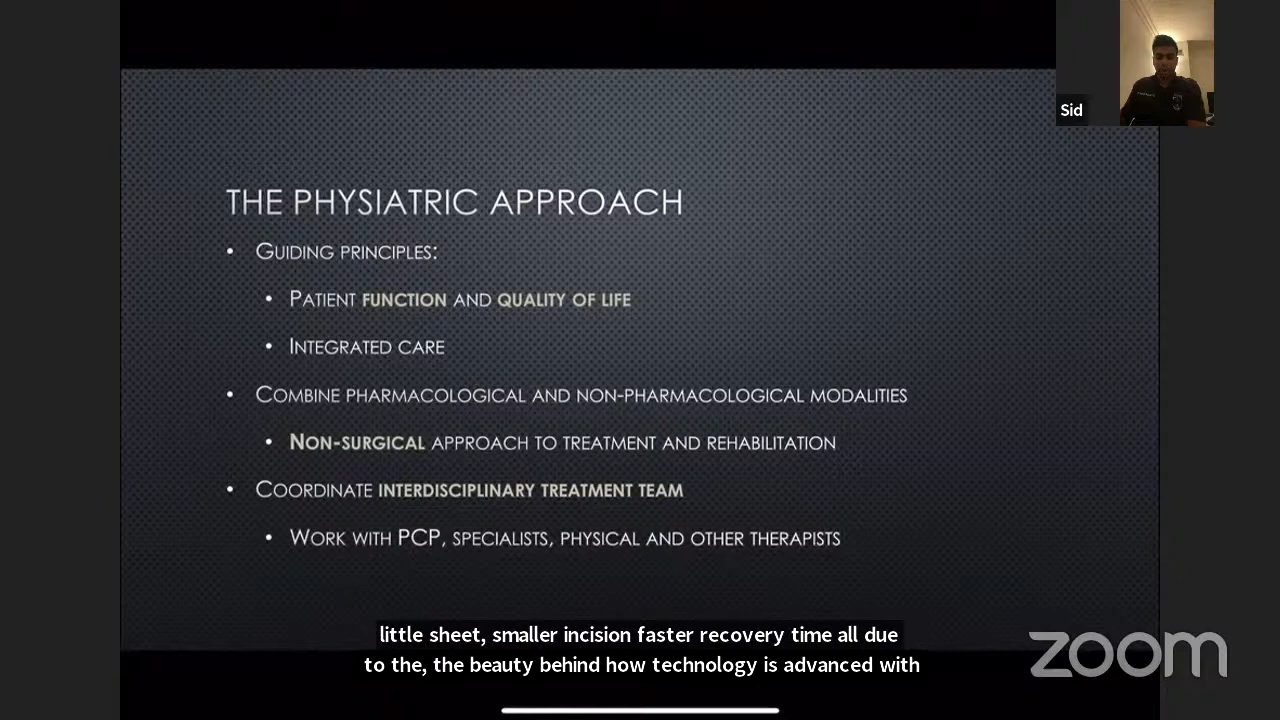 Sid
THE PHYSIATRIC APPROACH
• GUIDING PRINCIPLES:
• PATIENT FUNCTION AND QUALITY OF LIFE
• INTEGRATED CARE
• COMBINE PHARMACOLOGICAL AND NON-PHARMACOLOGICAL MODALITIES
• NON-SURGICAL APPROACH TO TREATMENT AND REHABILITATION
• COORDINATE INTERDISCIPLINARY TREATMENT TEAM
• WORK WITH PCP, SPECIALISTS, PHYSICAL AND OTHER THERAPISTS
little sheet, smaller incision faster recovery time all due
to the, the beauty behind how technology is advanced with
zoom